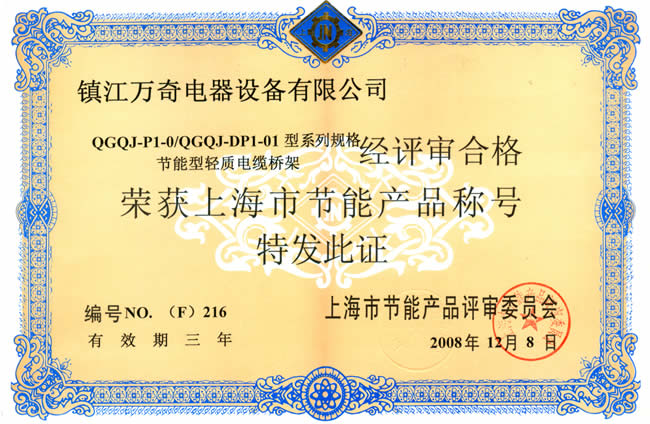 镇江万奇电器设备有限公司
QGQJ-P1-0/QGQJ-DP1-01 型系列规格
节能型轻质电缆桥架
经评审合格
荣获上海市节能产品称号
特发此证
编号NO.（F）216
有效期三年
上海市节能产品评审委员会
2008年12月8日